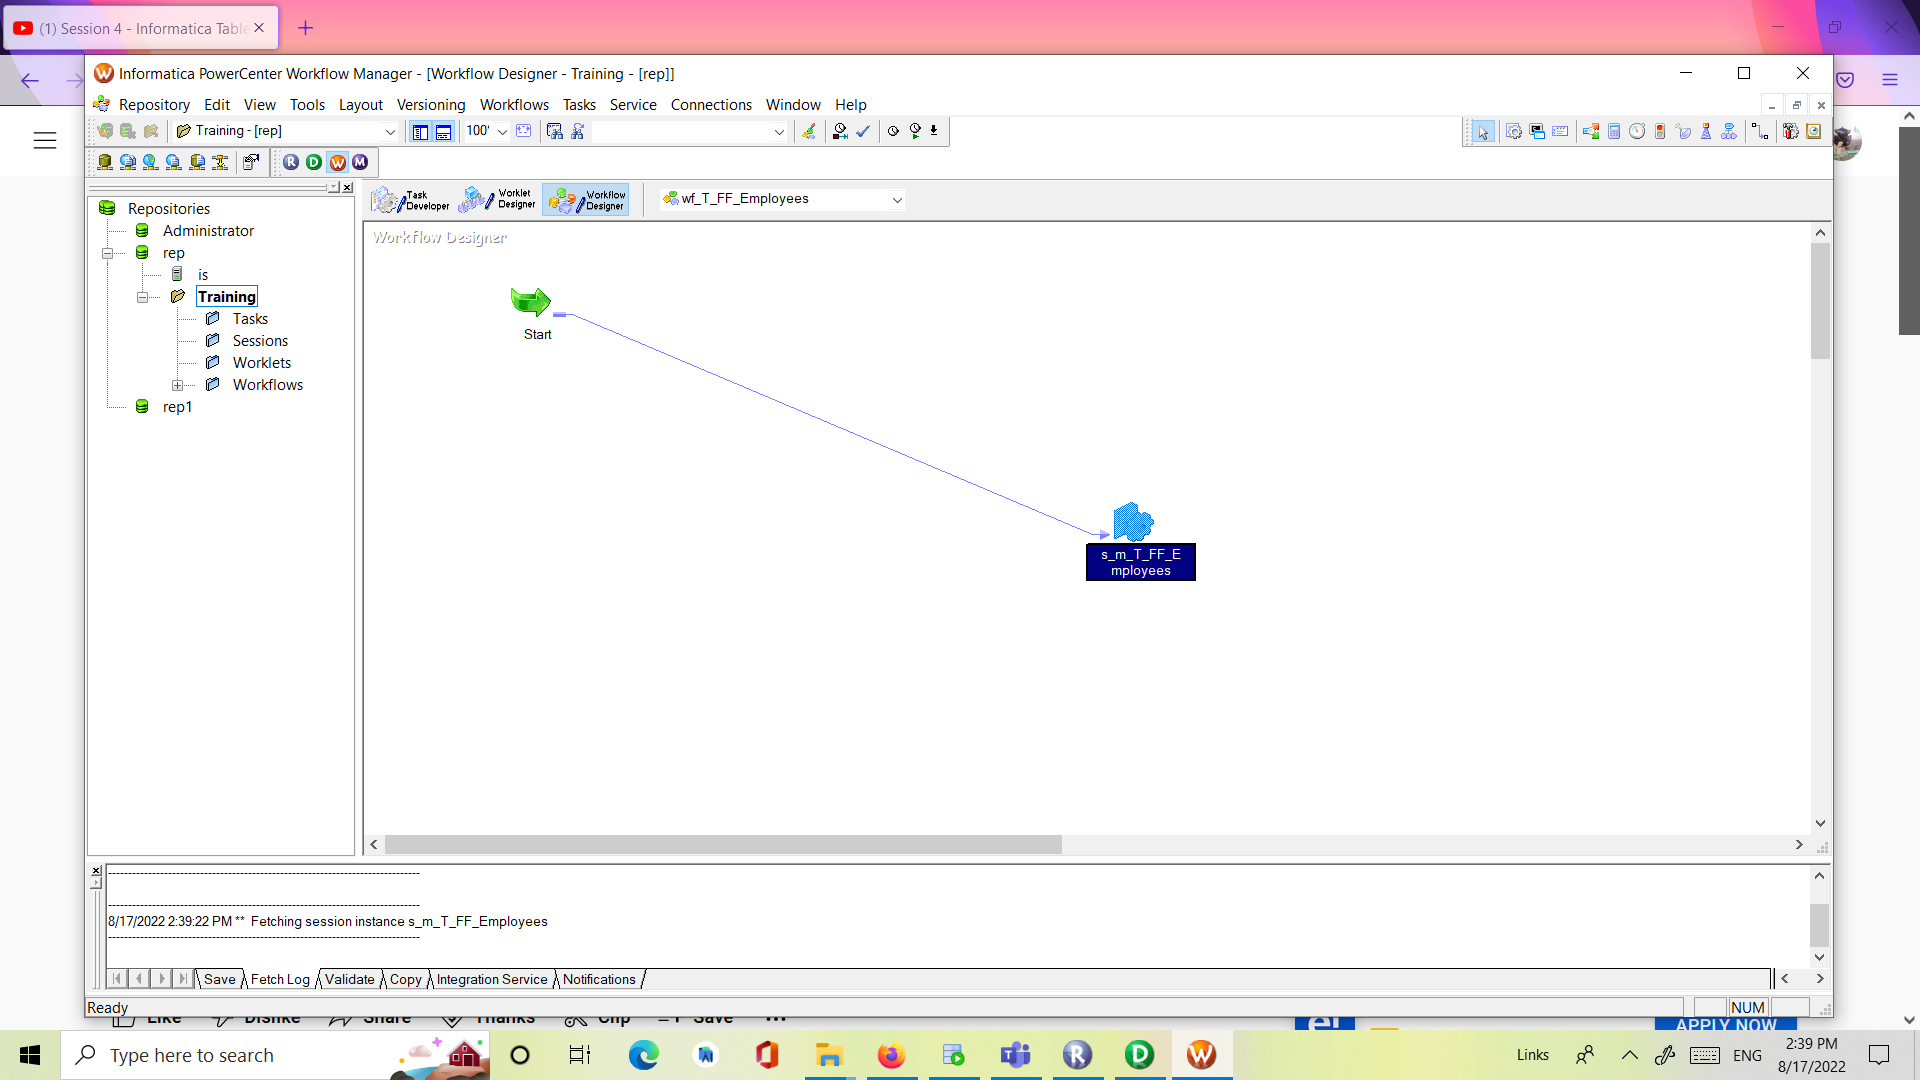 (1) Session 4 - Informatica Table
Informatica PowerCenter Workflow Manager - [Workflow Designer - Training - [rep]]
Repository Edit View Tools Layout Versioning Workflows Tasks Service Connections Window Help
Training - [rep]
100'
R D W M
Task Developer
Worklet Designer
Workflow Designer
wf_T_FF_Employees
Repositories
Administrator
rep
is
Training
Tasks
Sessions
Worklets
Workflows
rep1
Workflow Designer
Start
s_m_T_FF_E
mployees
8/17/2022 2:39:22 PM ** Fetching session instance s_m_T_FF_Employees
Save Fetch Log Validate Copy Integration Service Notifications
Ready
NUM
Like Dislike Share Thanks Clip Save
APPLY NOW
Type here to search
R D W
Links
ENG
2:39 PM
8/17/2022